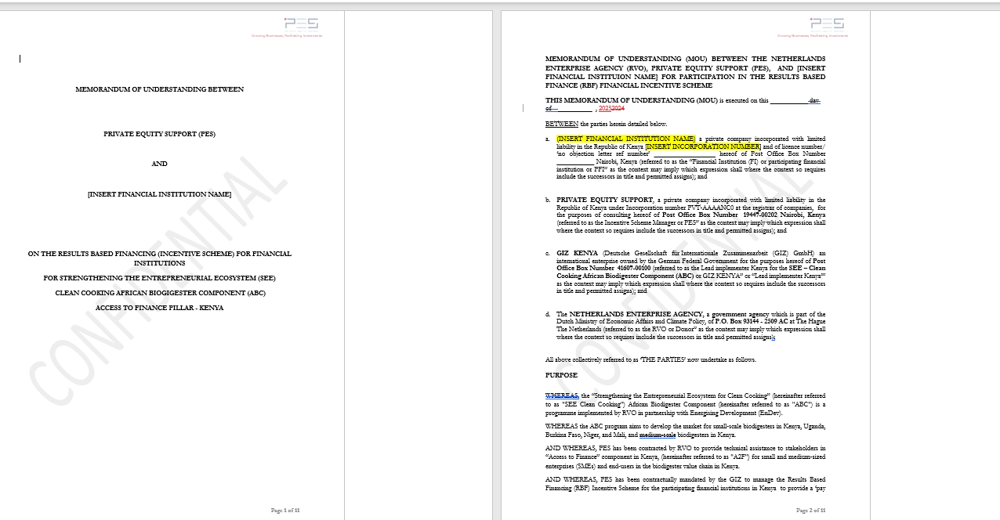 PES
Growing Businesses, Facilitating Investments
MEMORANDUM OF UNDERSTANDING BETWEEN
PRIVATE EQUITY SUPPORT (PES)
AND
[INSERT FINANCIAL INSTITUTION NAME]
ON THE RESULTS BASED FINANCING (INCENTIVE SCHEME) FOR FINANCIAL
INSTITUTIONS
FOR STRENGTHENING THE ENTREPRENEURIAL ECOSYSTEM (SEE)
CLEAN COOKING AFRICAN BIOGIGESTER COMPONENT (ABC)
ACCESS TO FINANCE PILLAR - KENYA
CONFIDENTIAL
Page 1 of 11
PES
Growing Businesses, Facilitating Investments
MEMORANDUM OF UNDERSTANDING (MOU) BETWEEN THE NETHERLANDS
ENTERPRISE AGENCY (RVO), PRIVATE EQUITY SUPPORT (PES), AND [INSERT
FINANCIAL INSTITUION NAME] FOR PARTICIPATION IN THE RESULTS BASED
FINANCE (RBF) FINANCIAL INCENTIVE SCHEME
THIS MEMORANDUM OF UNDERSTANDING (MOU) is executed on this __________ day
of __________ , 20252024
BETWEEN the parties herein detailed below.
a. (INSERT FINANCIAL INSTITUTION NAME) a private company incorporated with limited
liability in the Republic of Kenya [INSERT INCORPORATION NUMBER] and of licence number/
'no objection letter ref number' ________________ hereof of Post Office Box Number
__________ Nairobi, Kenya (referred to as the "Financial Institution (FI) or participating financial
institution or PFI" as the context may imply which expression shall where the context so requires
include the successors in title and permitted assigns); and
b. PRIVATE EQUITY SUPPORT, a private company incorporated with limited liability in the
Republic of Kenya under Incorporation number PVT-AAAANC0 at the registrar of companies, for
the purposes of consulting hereof of Post Office Box Number 19447-00202 Nairobi, Kenya
(referred to as the Incentive Scheme Manager or PES" as the context may imply which expression shall
where the context so requires include the successors in title and permitted assigns); and
c. GIZ KENYA (Deutsche Gesellschaft für Internationale Zusammenarbeit (GIZ) GmbH) an
international enterprise owned by the German Federal Government for the purposes hereof of Post
Office Box Number 41607-00100 (referred to as the Lead implementer Kenya for the SEE – Clean
Cooking African Biodigester Component (ABC) or GIZ KENYA" or "Lead implementer Kenya"
as the context may imply which expression shall where the context so requires include the successors
in title and permitted assigns); and
d. The NETHERLANDS ENTERPRISE AGENCY, a government agency which is part of the
Dutch Ministry of Economic Affairs and Climate Policy, of P.O. Box 93144 - 2509 AC at The Hague
The Netherlands (referred to as the RVO or Donor" as the context may imply which expression shall
where the context so requires include the successors in title and permitted assigns);
All above collectively referred to as 'THE PARTIES' now undertake as follows.
PURPOSE
WHEREAS, the "Strengthening the Entrepreneurial Ecosystem for Clean Cooking" (hereinafter referred
to as "SEE Clean Cooking") African Biodigester Component (hereinafter referred to as "ABC") is a
programme implemented by RVO in partnership with Energising Development (EnDev).
WHEREAS the ABC program aims to develop the market for small-scale biodigesters in Kenya, Uganda,
Burkina Faso, Niger, and Mali, and medium-scale biodigesters in Kenya.
AND WHEREAS, PES has been contracted by RVO to provide technical assistance to stakeholders in
"Access to Finance" component in Kenya, (hereinafter referred to as "A2F") for small and medium-sized
enterprises (SMEs) and end-users in the biodigester value chain in Kenya.
AND WHEREAS, PES has been contractually mandated by the GIZ to manage the Results Based
Financing (RBF) Incentive Scheme for the participating financial institutions in Kenya to provide a 'pay
CONFIDENTIAL
Page 2 of 11